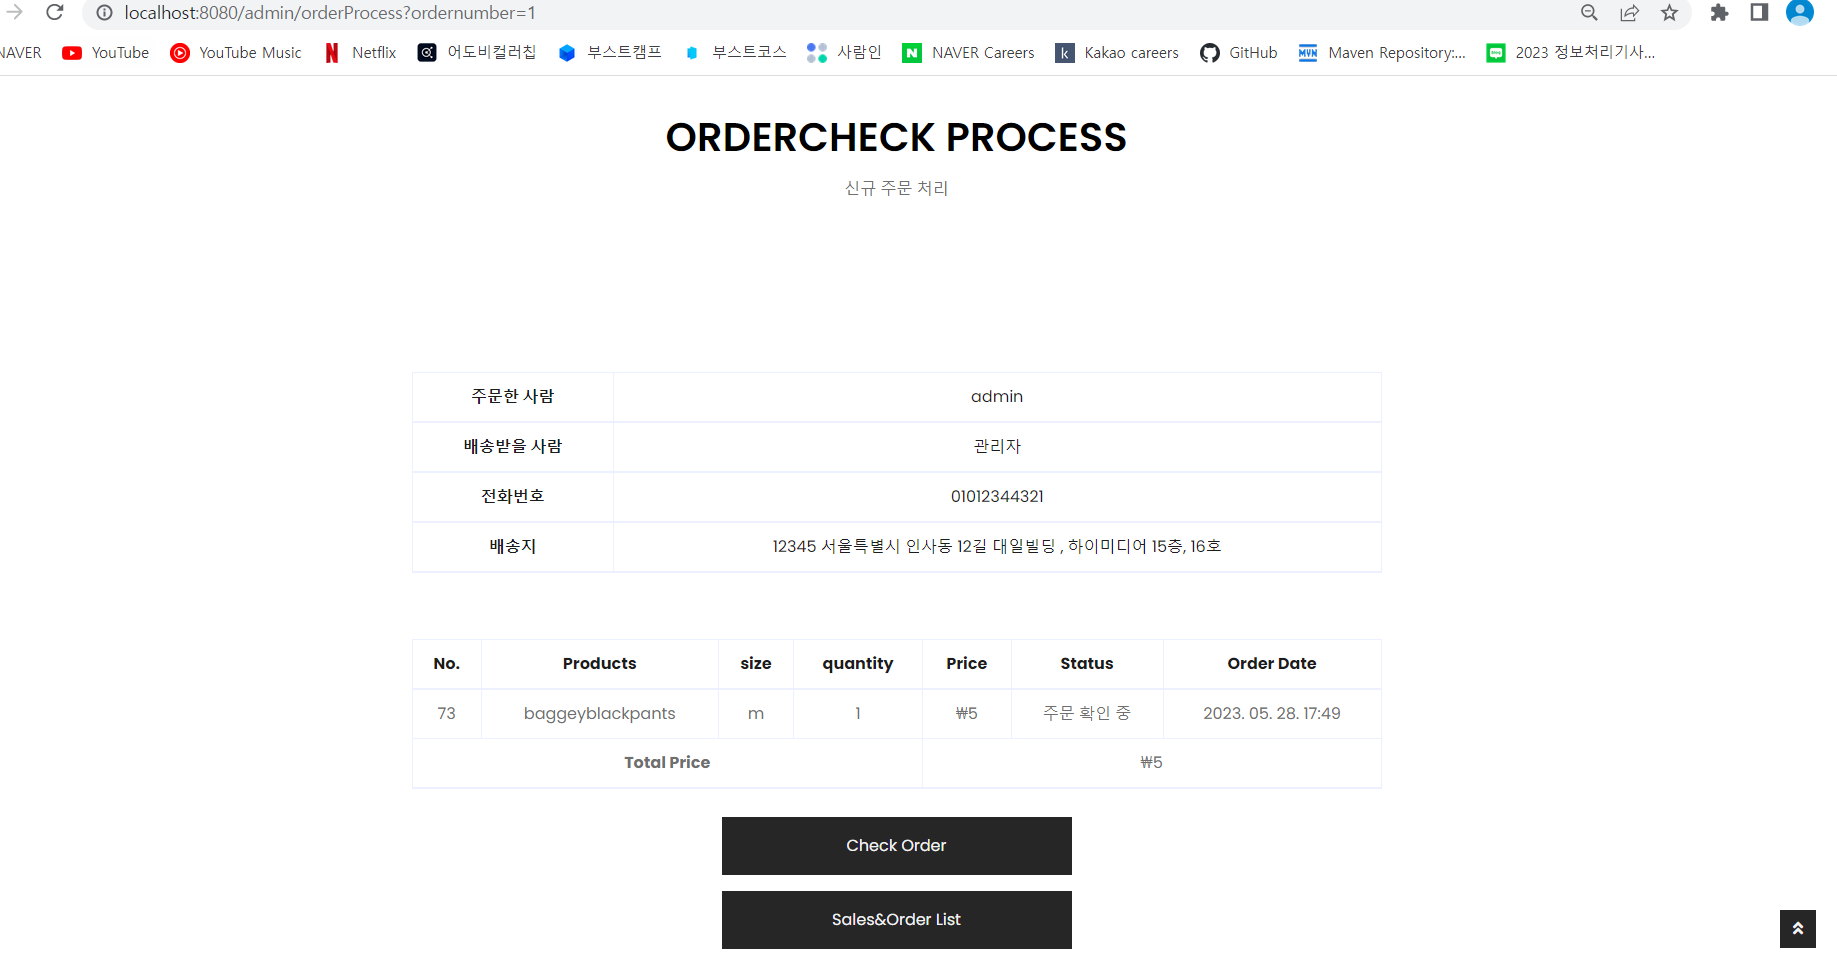 localhost:8080/admin/orderProcess?ordernumber=1
NAVER YouTube YouTube Music Netflix 어도비컬러칩 부스트캠프 부스트코스 사람인 NAVER Careers Kakao careers GitHub Maven Repository:... 2023 정보처리기사...
ORDERCHECK PROCESS
신규 주문 처리
주문한 사람 admin
배송받을 사람 관리자
전화번호 01012344321
배송지 12345 서울특별시 인사동 12길 대일빌딩 , 하이미디어 15층, 16호
No. Products size quantity Price Status Order Date
73 baggeyblackpants m 1 ₩5 주문 확인 중 2023. 05. 28. 17:49
Total Price ₩5
Check Order
Sales&Order List